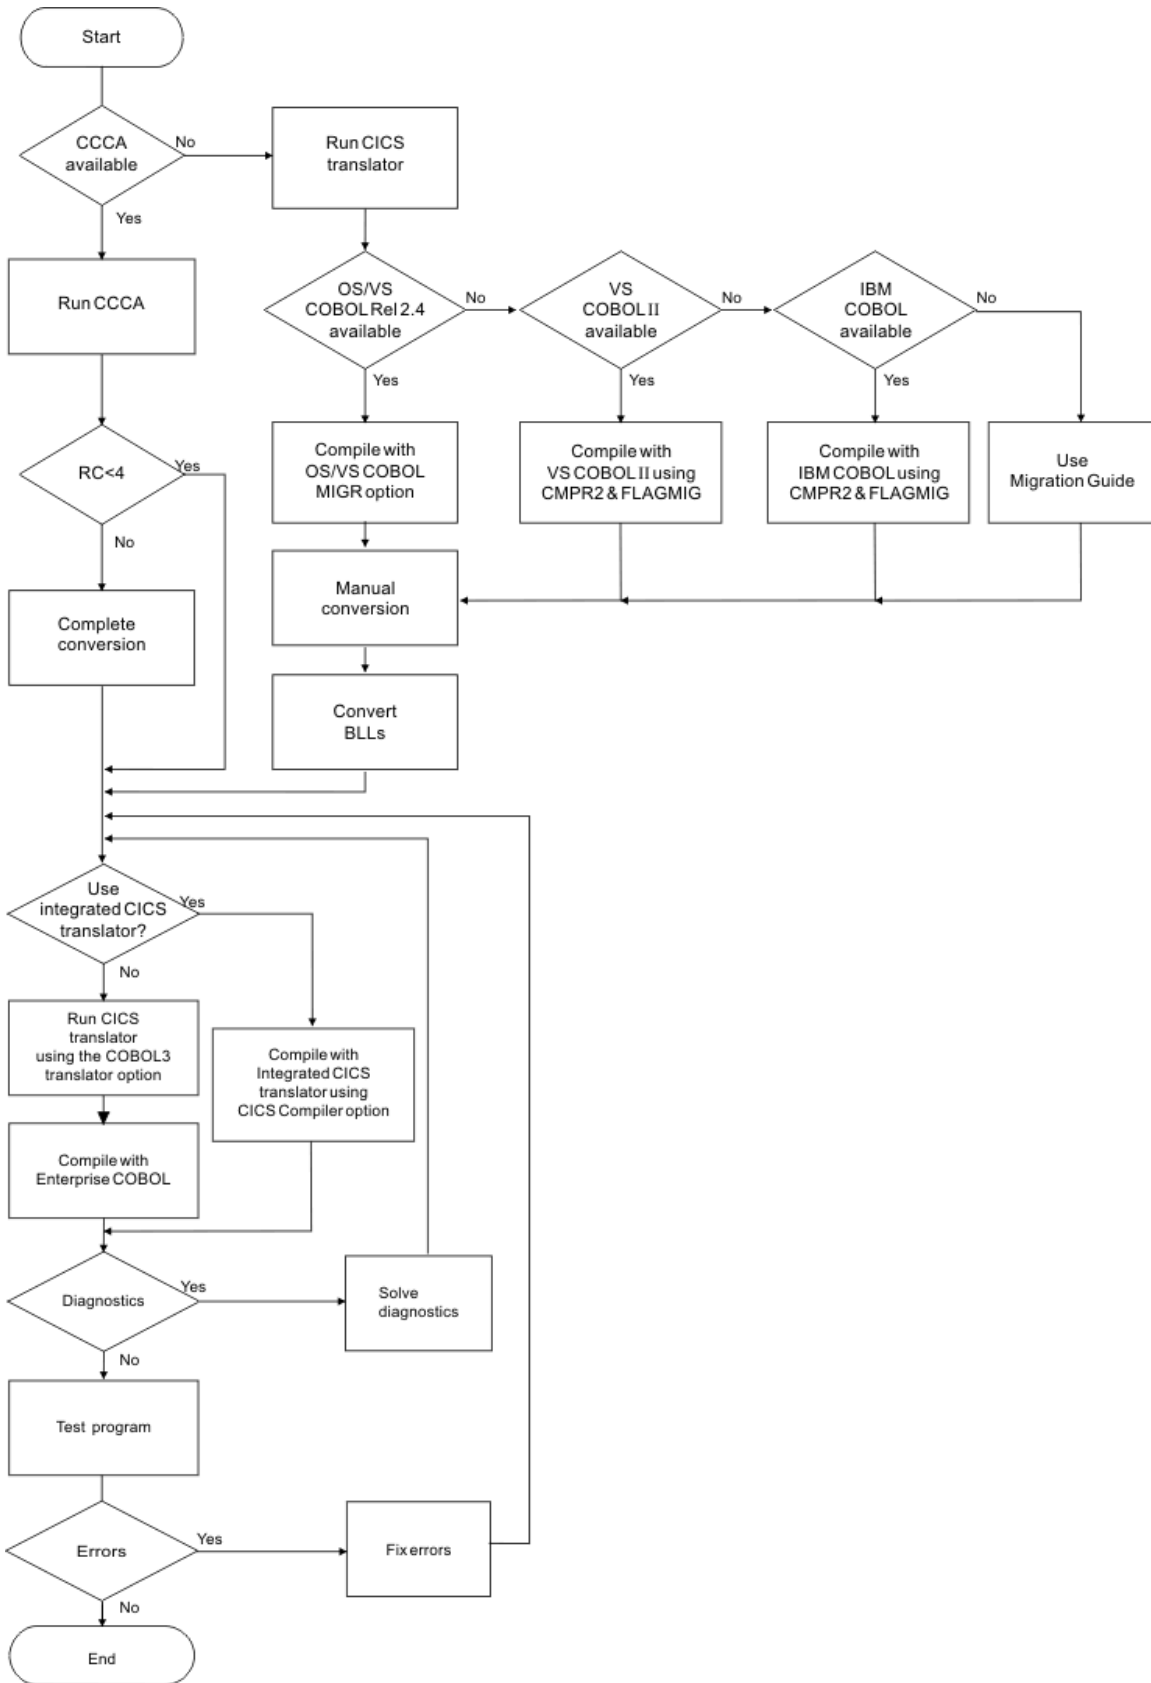 Start
CCCA
available
No
Yes
Run CICS
translator
Run CCCA
OS/VS
COBOL Rel 2.4
available
No
Yes
VS
COBOL II
available
No
Yes
IBM
COBOL
available
No
Yes
RC<4
Yes
No
Compile with
OS/VS COBOL
MIGR option
Compile with
VS COBOL II using
CMPR2 & FLAGMIG
Compile with
IBM COBOL using
CMPR2 & FLAGMIG
Use
Migration Guide
Complete
conversion
Manual
conversion
Convert
BLLs
Use
integrated CICS
translator?
Yes
No
Run CICS
translator
using the COBOL3
translator option
Compile with
Integrated CICS
translator using
CICS Compiler option
Compile with
Enterprise COBOL
Diagnostics
Yes
No
Solve
diagnostics
Test program
Errors
Yes
No
Fix errors
End